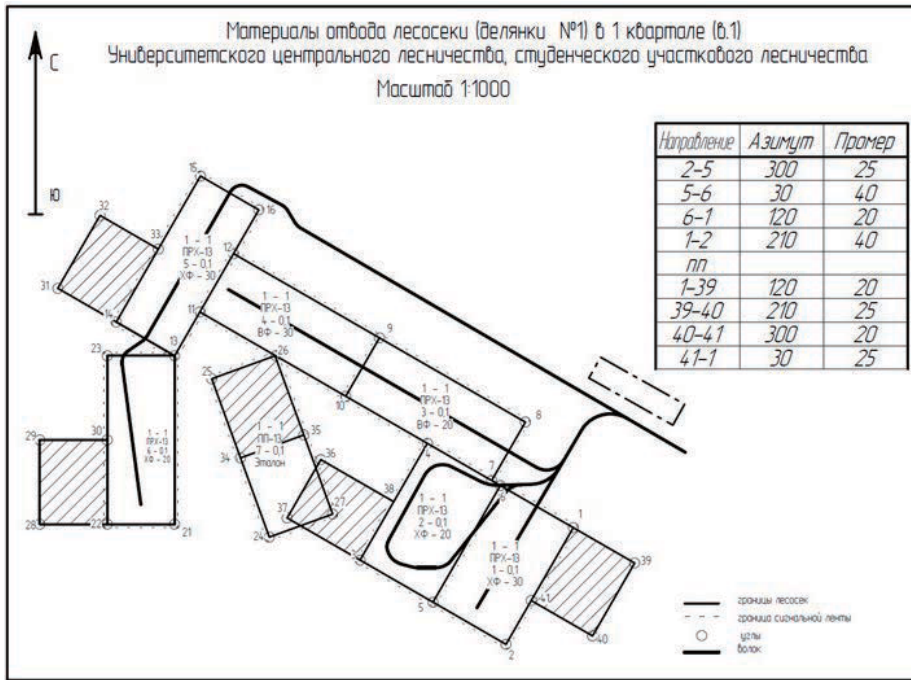 Материалы отвода лесосеки (делянки №1) в 1 квартале (в.1)
Университетского центрального лесничества, студенческого участкового лесничества
Масштаб 1:1000
С
Ю
Направление Азимут Промер
2-5 300 25
5-6 30 40
6-1 120 20
1-2 210 40
ПП
1-39 120 20
39-40 210 25
40-41 300 20
41-1 30 25
15
16
32
33
12
1 - 1
ПРХ-13
5 - 0,1
ХФ - 30
31
14
11
1 - 1
ПРХ-13
4 - 0,1
ВФ - 30
9
23
13
26
25
10
1 - 1
ПРХ-13
3 - 0,1
ВФ - 20
8
29
30
1 - 1
ПРХ-13
6 - 0,1
ХФ - 20
34
35
1 - 1
ПП-13
7 - 0,1
Эталон
36
4
7
38
1 - 1
ПРХ-13
2 - 0,1
ХФ - 20
37
27
1
28
22
21
24
1 - 1
ПРХ-13
1 - 0,1
ХФ - 30
39
5
41
2
40
границы лесосек
граница сигнальной ленты
углы
волок